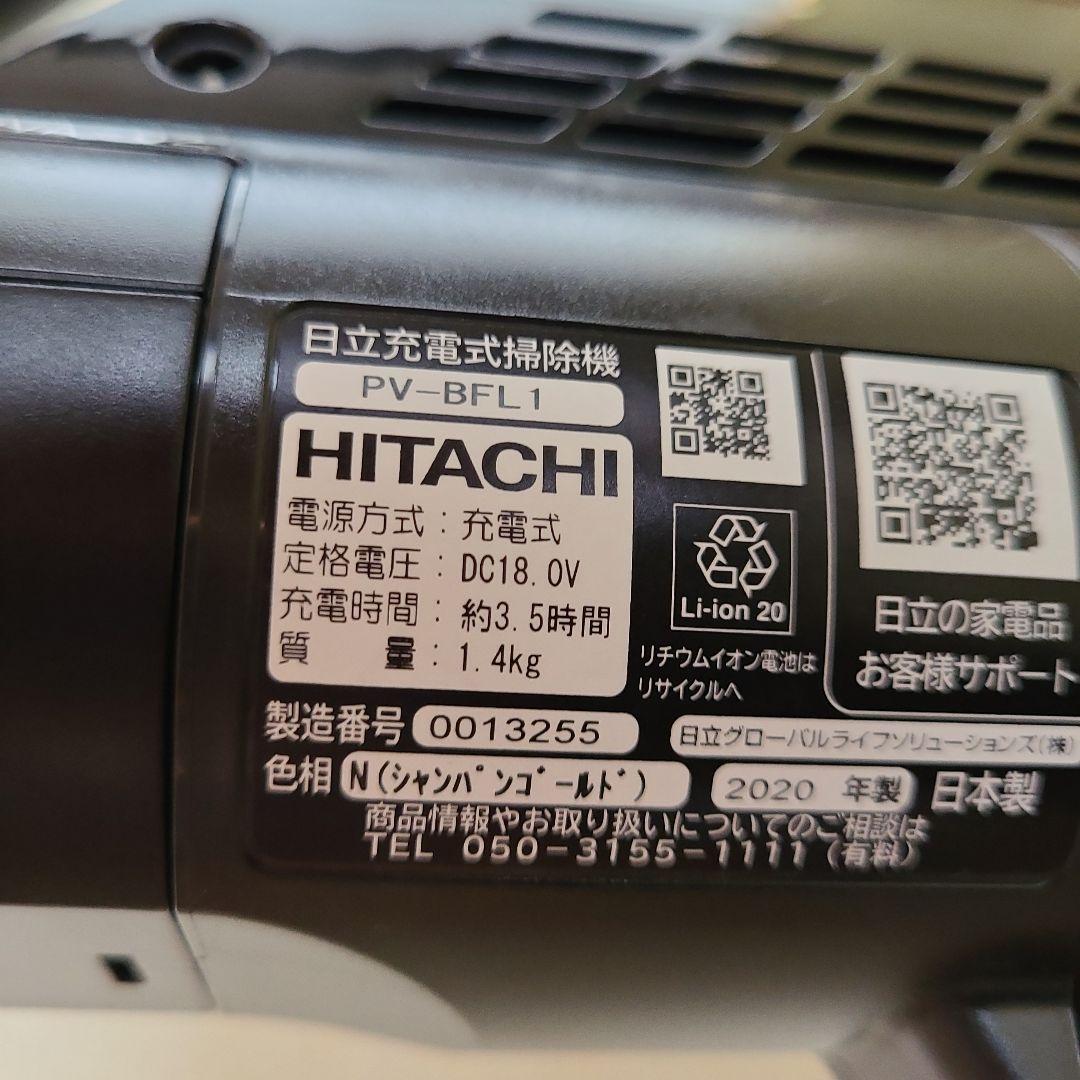 日立充電式掃除機
PV-BFL1
HITACHI
電源方式：充電式
定格電圧：DC18.0V
充電時間：約3.5時間
質　　量：1.4kg
Li-ion 20
リチウムイオン電池は
リサイクルへ
日立の家電品
お客様サポート
製造番号 0013255
日立グローバルライフソリューションズ(株)
色相 N(ｼｬﾝﾊﾟﾝｺﾞｰﾙﾄﾞ)
2020 年製 日本製
商品情報やお取り扱いについてのご相談は
TEL 050-3155-1111（有料）